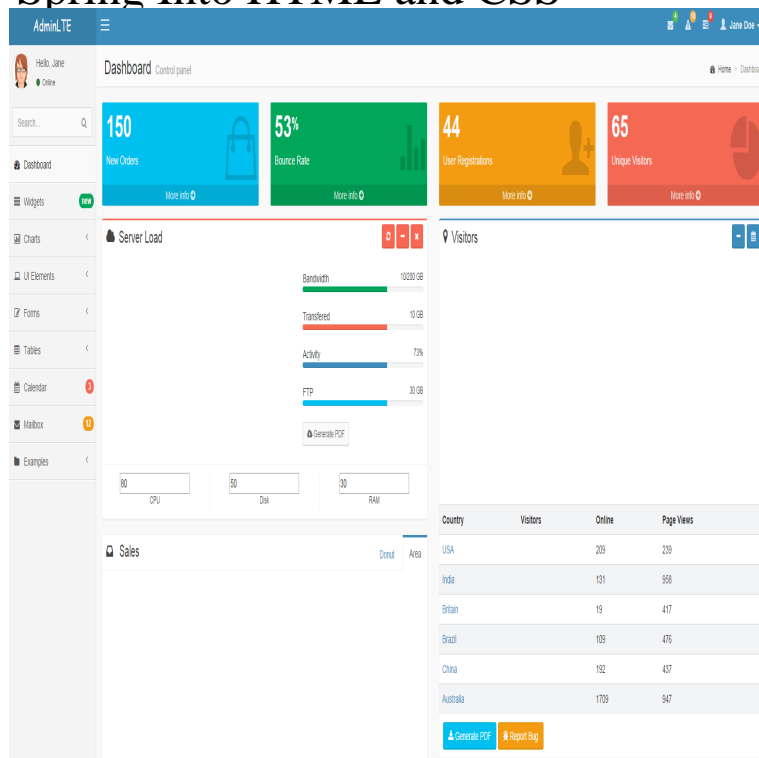 Spring Into HTML and CSS
AdminLTE
Jane Doe
Hello, Jane
Online
Search...
Dashboard
Widgets new
Charts
UI Elements
Forms
Tables
Calendar 3
Mailbox 12
Examples
Dashboard Control panel
Home > Dashboa
150
New Orders
More info
53%
Bounce Rate
More info
44
User Registrations
More info
65
Unique Visitors
More info
Server Load
Bandwidth 10/200 GB
Transfered 10 GB
Activity 73%
FTP 30 GB
Generate PDF
80 50 30
CPU Disk RAM
Sales Donut Area
Visitors
Country Visitors Online Page Views
USA 209 239
India 131 958
Britain 19 417
Brazil 109 476
China 192 437
Australia 1709 947
Generate PDF Report Bug